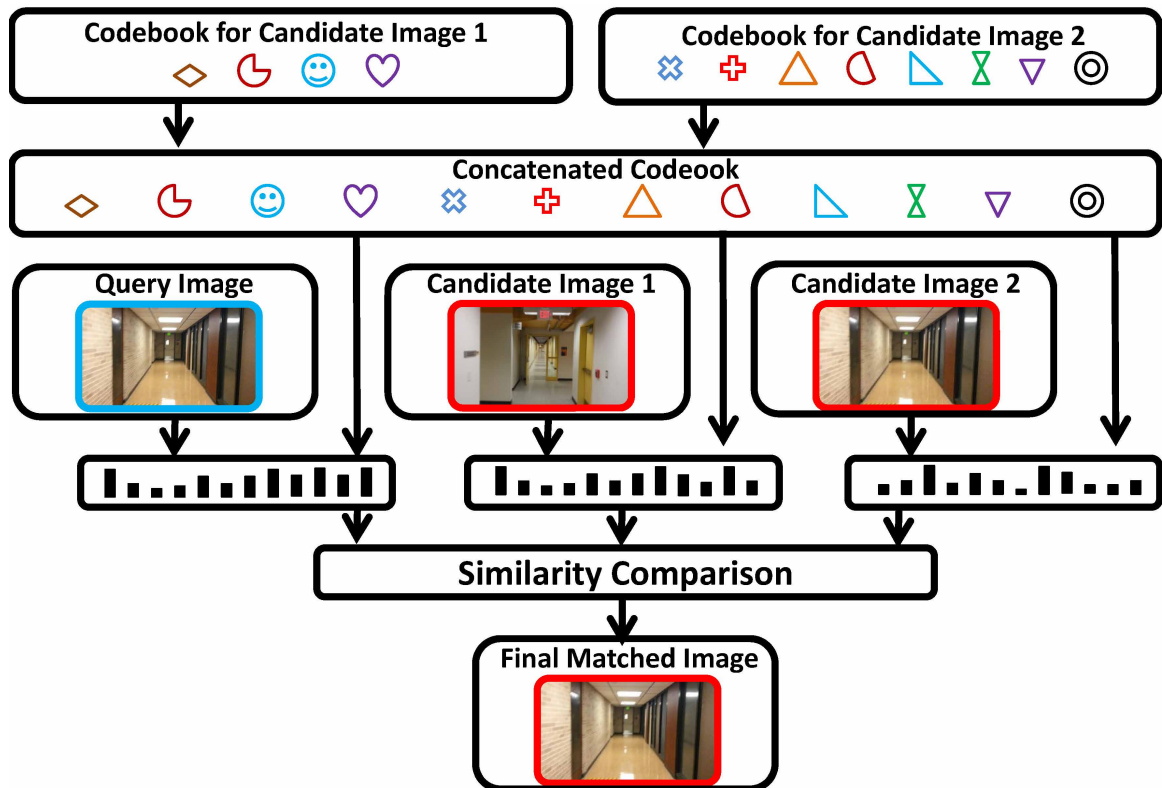 Codebook for Candidate Image 1
Codebook for Candidate Image 2
Concatenated Codeook
Query Image
Candidate Image 1
Candidate Image 2
Similarity Comparison
Final Matched Image